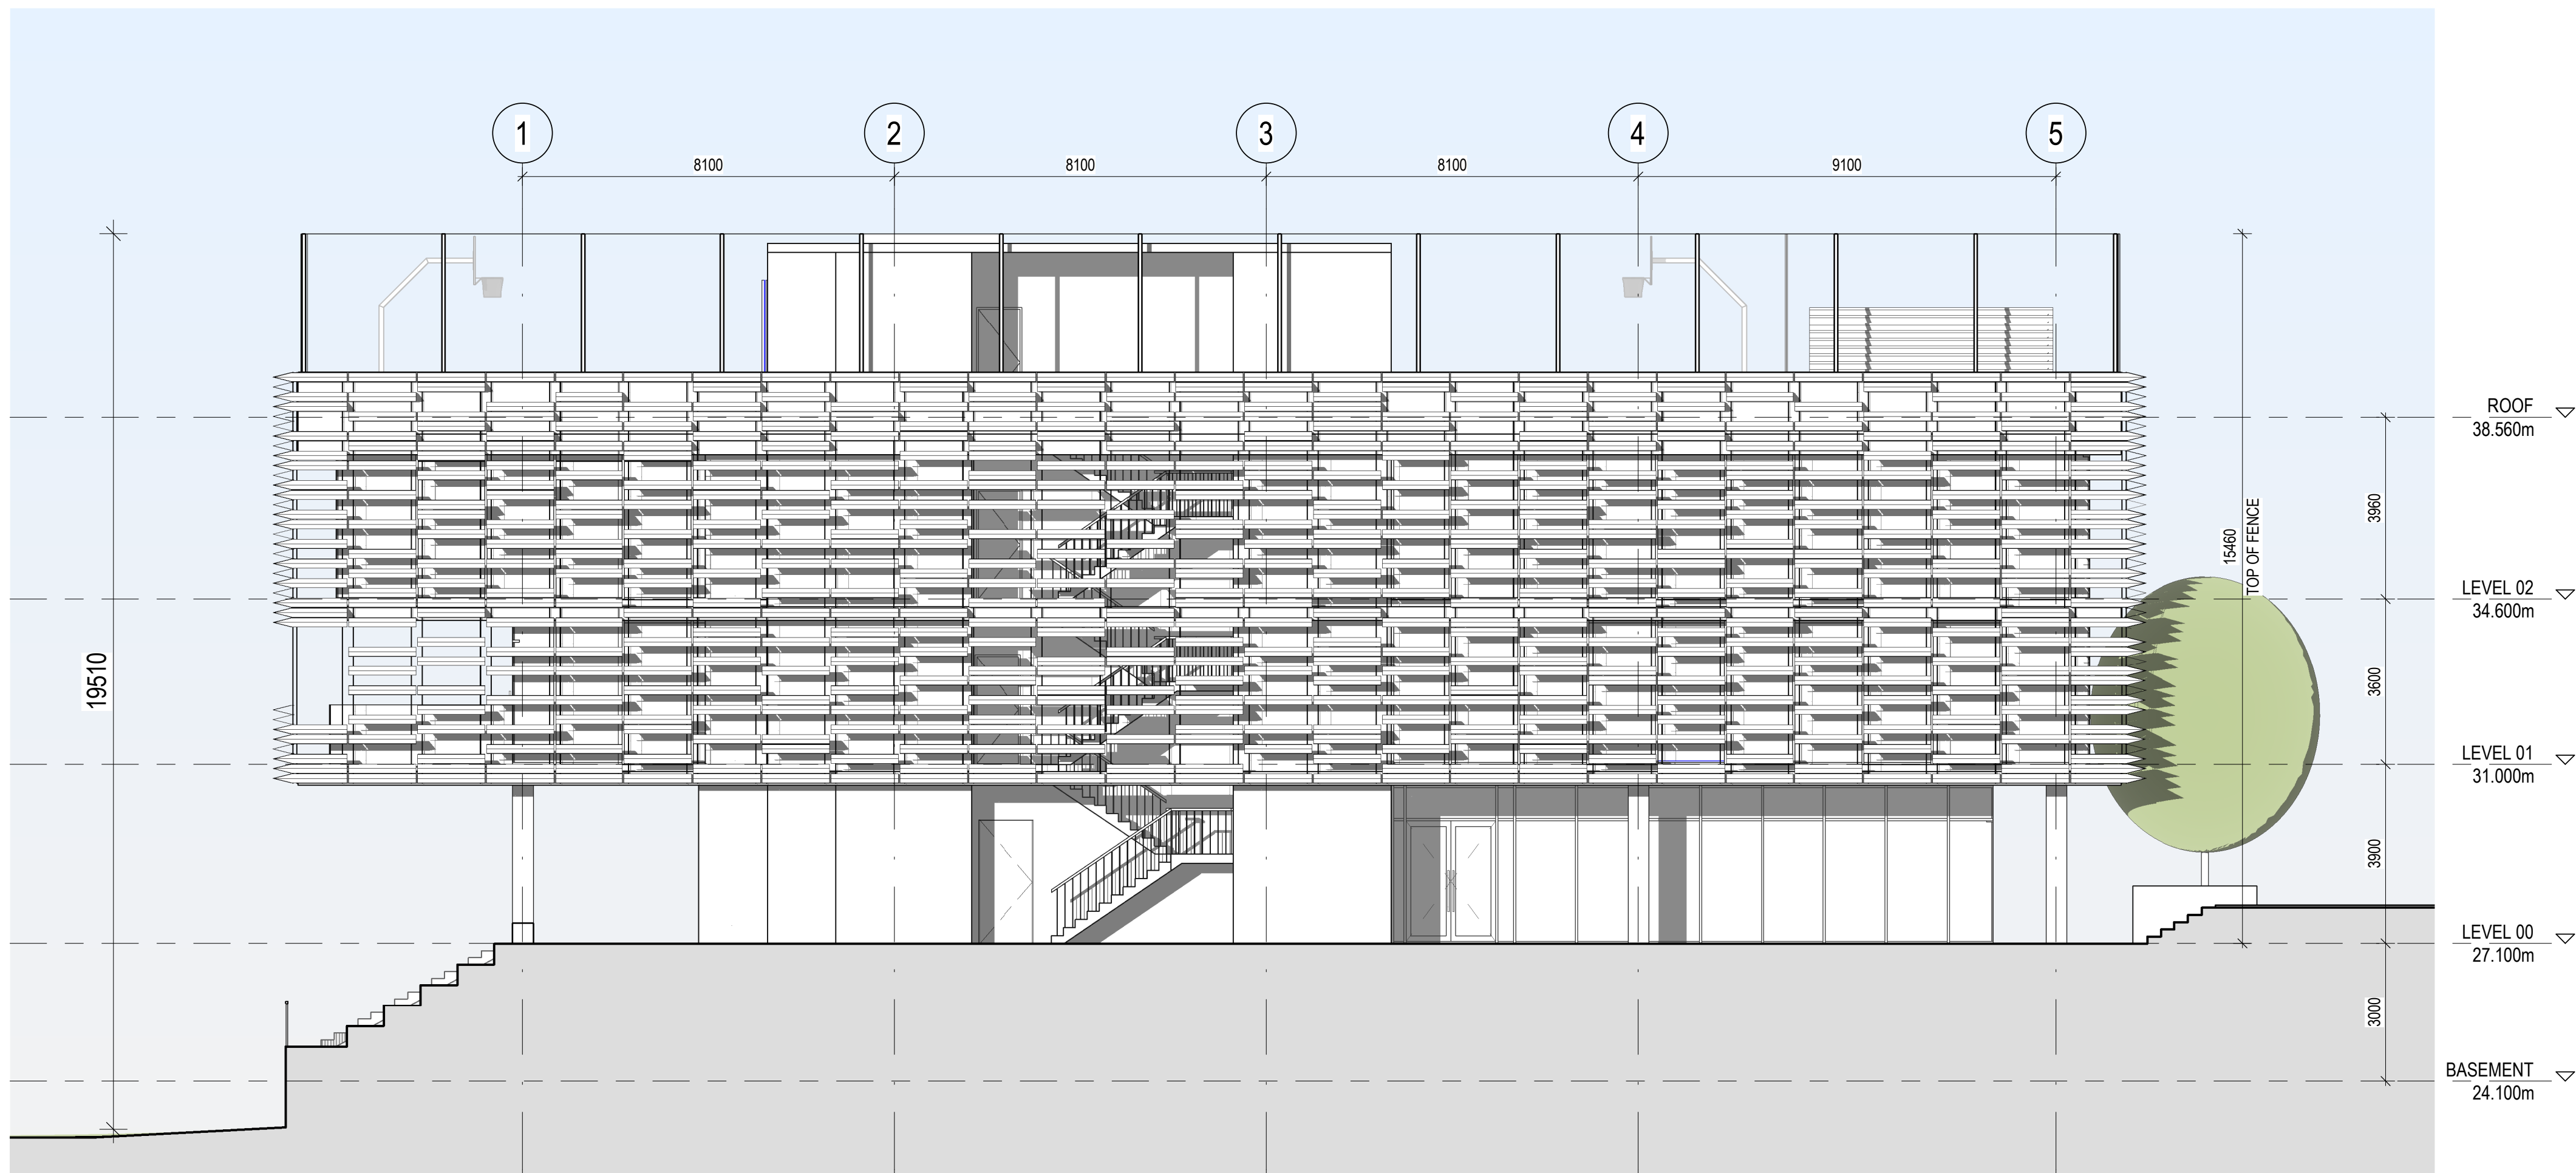 1
2
3
4
5
8100
8100
8100
9100
ROOF
38.560m
3960
15460
TOP OF FENCE
LEVEL 02
34.600m
19510
3600
LEVEL 01
31.000m
3900
LEVEL 00
27.100m
3000
BASEMENT
24.100m